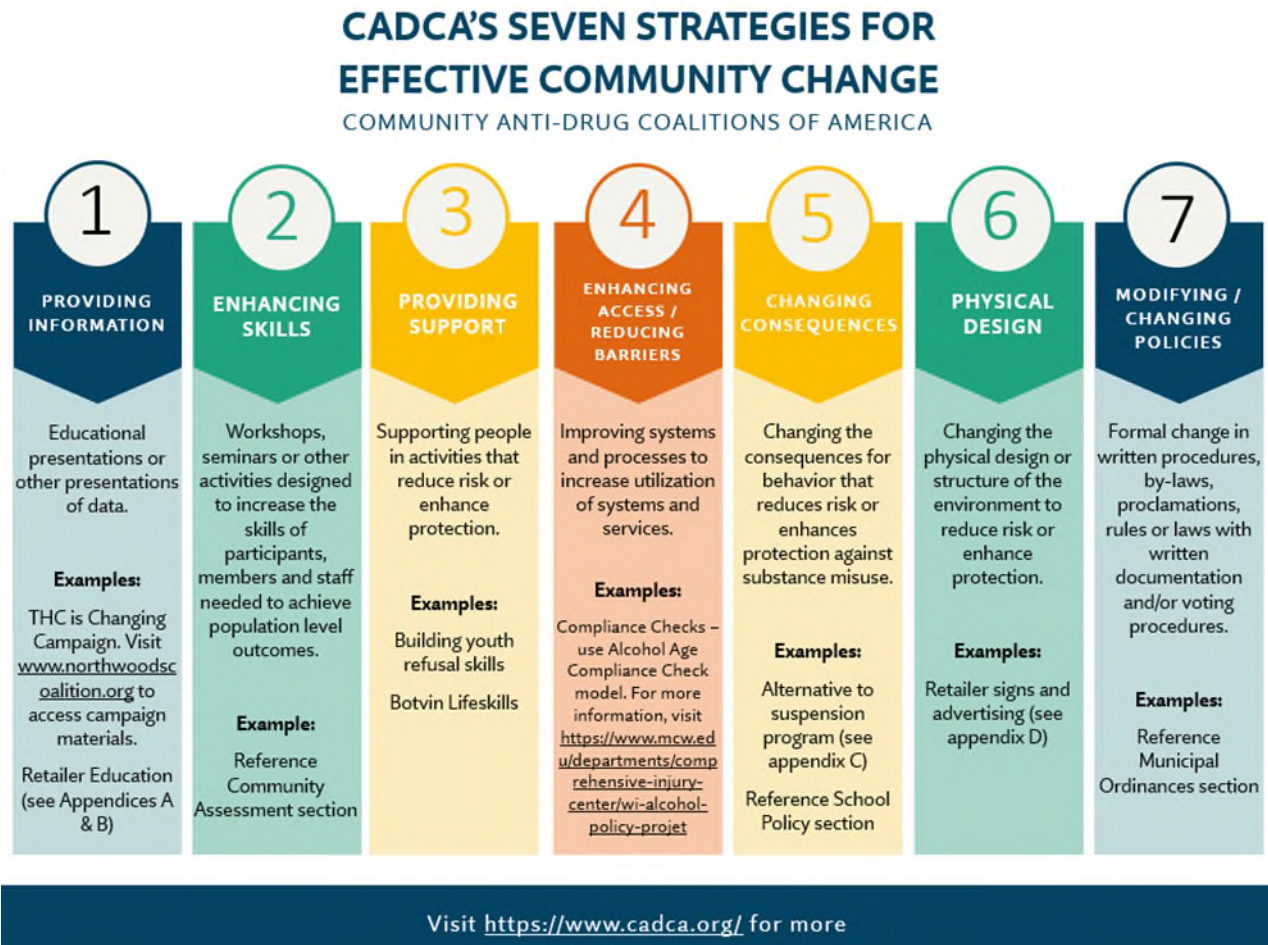 CADCA'S SEVEN STRATEGIES FOR
EFFECTIVE COMMUNITY CHANGE
COMMUNITY ANTI-DRUG COALITIONS OF AMERICA
1
PROVIDING
INFORMATION
Educational
presentations or
other presentations
of data.
Examples:
THC is Changing
Campaign. Visit
www.northwoodsc
oalition.org to
access campaign
materials.
Retailer Education
(see Appendices A
& B)
2
ENHANCING
SKILLS
Workshops,
seminars or other
activities designed
to increase the
skills of
participants,
members and staff
needed to achieve
population level
outcomes.
Example:
Reference
Community
Assessment section
3
PROVIDING
SUPPORT
Supporting people
in activities that
reduce risk or
enhance
protection.
Examples:
Building youth
refusal skills
Botvin Lifeskills
4
ENHANCING
ACCESS /
REDUCING
BARRIERS
Improving systems
and processes to
increase utilization
of systems and
services.
Examples:
Compliance Checks –
use Alcohol Age
Compliance Check
model. For more
information, visit
https://www.mcw.ed
u/departments/comp
rehensive-injury-
center/wi-alcohol-
policy-projet
5
CHANGING
CONSEQUENCES
Changing the
consequences for
behavior that
reduces risk or
enhances
protection against
substance misuse.
Examples:
Alternative to
suspension
program (see
appendix C)
Reference School
Policy section
6
PHYSICAL
DESIGN
Changing the
physical design or
structure of the
environment to
reduce risk or
enhance
protection.
Examples:
Retailer signs and
advertising (see
appendix D)
7
MODIFYING /
CHANGING
POLICIES
Formal change in
written procedures,
by-laws,
proclamations,
rules or laws with
written
documentation
and/or voting
procedures.
Examples:
Reference
Municipal
Ordinances section
Visit https://www.cadca.org/ for more